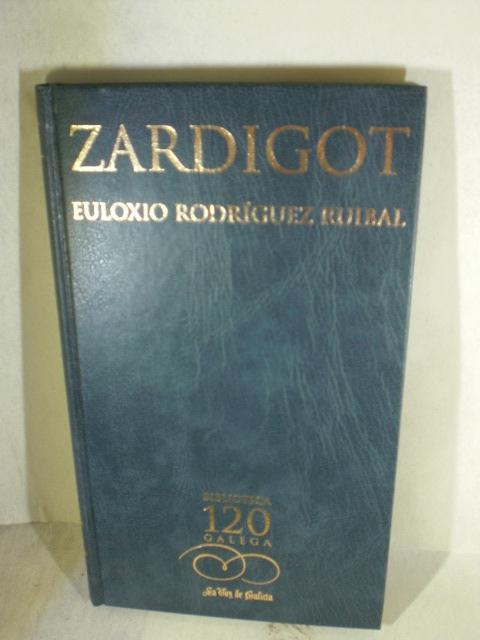 ZARDIGOT
EULOXIO RODRÍGUEZ RUIBAL
BIBLIOTECA
120
GALEGA
La Voz de Galicia